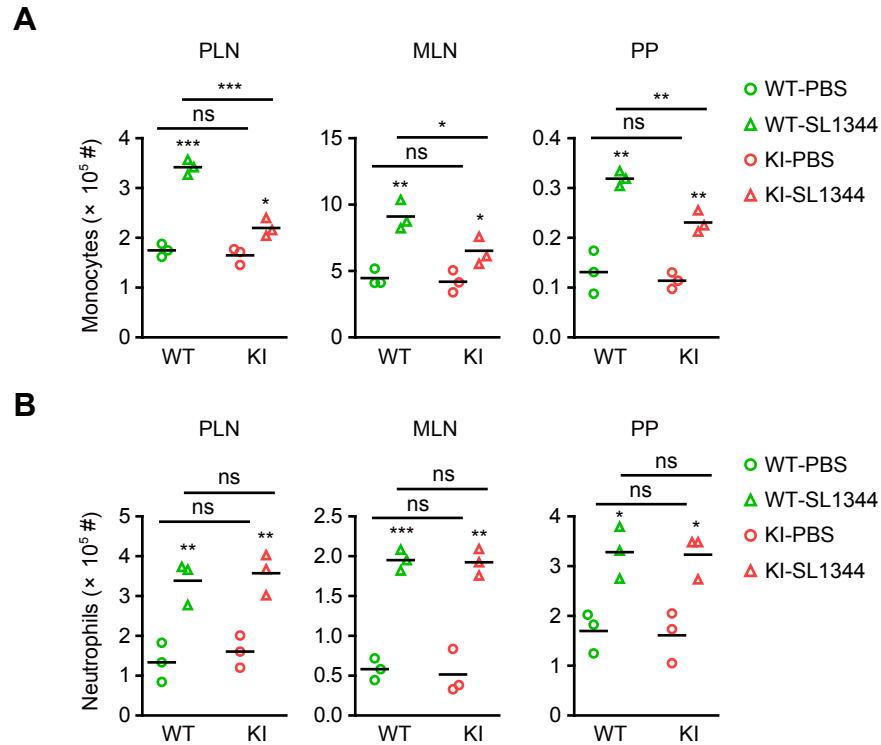 A
PLN
MLN
PP
Monocytes (× 10⁵ #)
4
3
2
1
0
***
ns
***
*
WT
KI
15
10
5
0
*
ns
**
*
WT
KI
0.4
0.3
0.2
0.1
0.0
**
ns
**
**
WT
KI
WT-PBS
WT-SL1344
KI-PBS
KI-SL1344
B
PLN
MLN
PP
Neutrophils (× 10⁵ #)
5
4
3
2
1
0
ns
ns
**
**
WT
KI
2.5
2.0
1.5
1.0
0.5
0.0
ns
ns
***
**
WT
KI
4
3
2
1
0
ns
ns
*
*
WT
KI
WT-PBS
WT-SL1344
KI-PBS
KI-SL1344